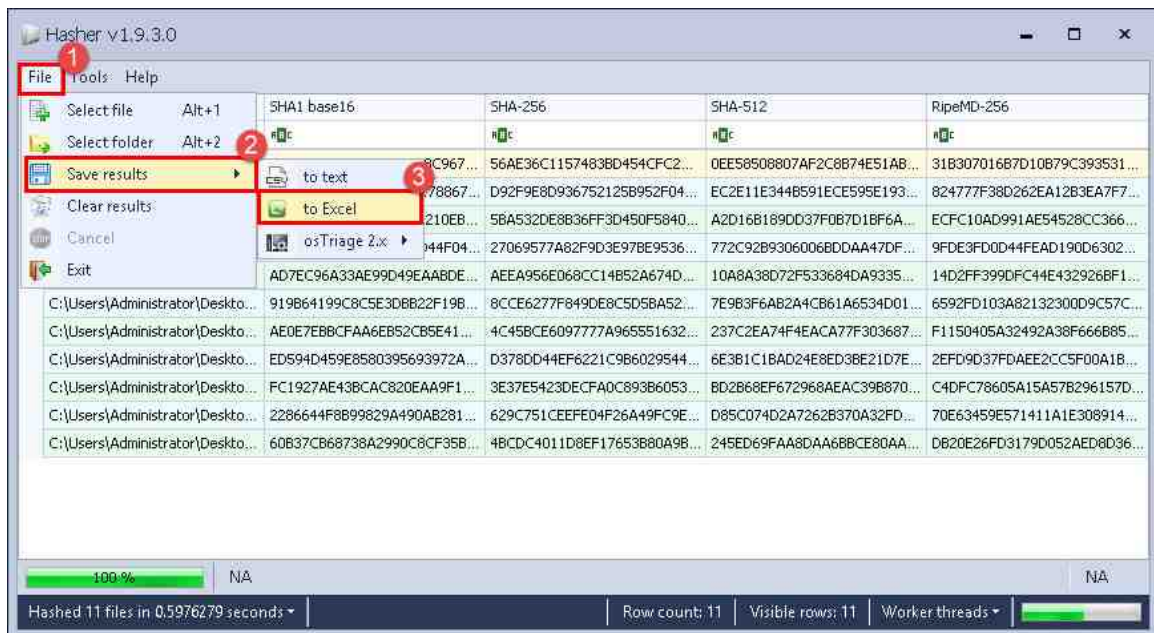 Hasher v1.9.3.0
1
File Tools Help
Select file Alt+1
SHA1 base16 SHA-256 SHA-512 RipeMD-256
Select folder Alt+2
2
Save results
to text
3
8C967... 56AE36C1157483BD454CFC2... 0EE58508807AF2C8B74E51AB... 31B307016B7D10B79C393531...
78867... D92F9E8D936752125B952F04... EC2E11E344B591ECE595E193... 824777F38D262EA12B3EA7F7...
Clear results
to Excel
210EB... 5BA532DE8B36FF3D450F5840... A2D16B189DD37F0B7D1BF6A... ECFC10AD991AE54528CC366...
Cancel
osTriage 2.x
044F04... 27069577A82F9D3E97BE9536... 772C92B9306006BDDAA47DF... 9FDE3FD0D44FEAD190D6302...
Exit
AD7EC96A33AE99D49EAABDE... AEEA956E068CC14B52A674D... 10A8A38D72F533684DA9335... 14D2FF399DFC44E432926BF1...
C:\Users\Administrator\Deskto... 919B64199C8C5E3DBB22F19B... 8CCE6277F849DE8C5D5BA52... 7E9B3F6AB2A4CB61A6534D01... 6592FD103A82132300D9C57C...
C:\Users\Administrator\Deskto... AE0E7EBBCFAA6EB52CB5E41... 4C45BCE6097777A965551632... 237C2EA74F4EACA77F303687... F1150405A32492A38F666B85...
C:\Users\Administrator\Deskto... ED594D459E8580395693972A... D378DD44EF6221C9B6029544... 6E3B1C1BAD24E8ED3BE21D7E... 2EFD9D37FDAEE2CC5F00A1B...
C:\Users\Administrator\Deskto... FC1927AE43BCAC820EAA9F1... 3E37E5423DECFA0C893B6053... BD2B68EF672968AEAC39B870... C4DFC78605A15A57B296157D...
C:\Users\Administrator\Deskto... 2286644F8B99829A490AB281... 629C751CEEFE04F26A49FC9E... D85C074D2A7262B370A32FD... 70E63459E571411A1E308914...
C:\Users\Administrator\Deskto... 60B37CB68738A2990C8CF35B... 4BCDC4011D8EF17653B80A9B... 245ED69FAA8DAA6BBCE80AA... DB20E26FD3179D052AED8D36...
100 % NA NA
Hashed 11 files in 0.5976279 seconds Row count: 11 Visible rows: 11 Worker threads